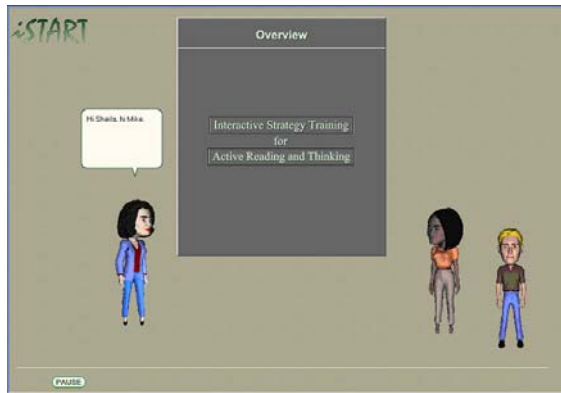 iSTART
Overview
Hi Sheila, hi Mike.
Interactive Strategy Training
for
Active Reading and Thinking
PAUSE